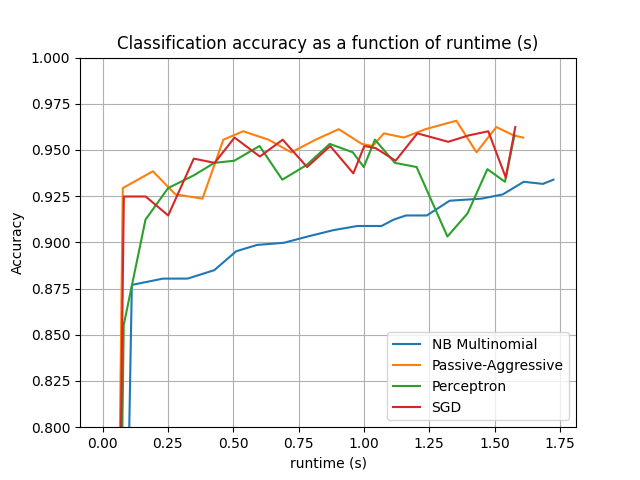 Classification accuracy as a function of runtime (s)
1.000
0.975
0.950
0.925
0.900
0.875
0.850
0.825
0.800
Accuracy
NB Multinomial
Passive-Aggressive
Perceptron
SGD
0.00 0.25 0.50 0.75 1.00 1.25 1.50 1.75
runtime (s)